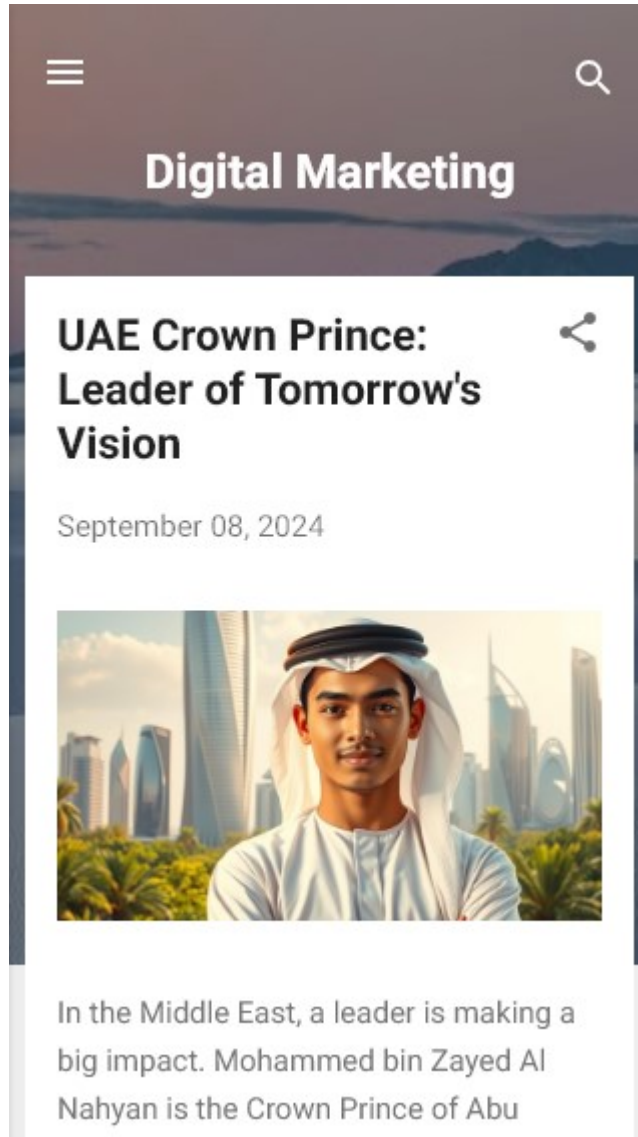 Digital Marketing
UAE Crown Prince:
Leader of Tomorrow's
Vision
September 08, 2024
In the Middle East, a leader is making a
big impact. Mohammed bin Zayed Al
Nahyan is the Crown Prince of Abu